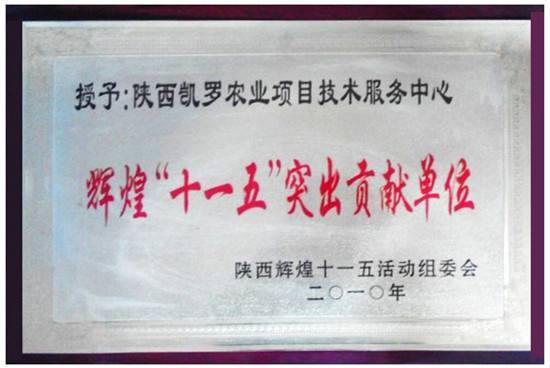 授予:陕西凯罗农业项目技术服务中心
辉煌“十一五”突出贡献单位
陕西辉煌十一五活动组委会
二〇一〇年